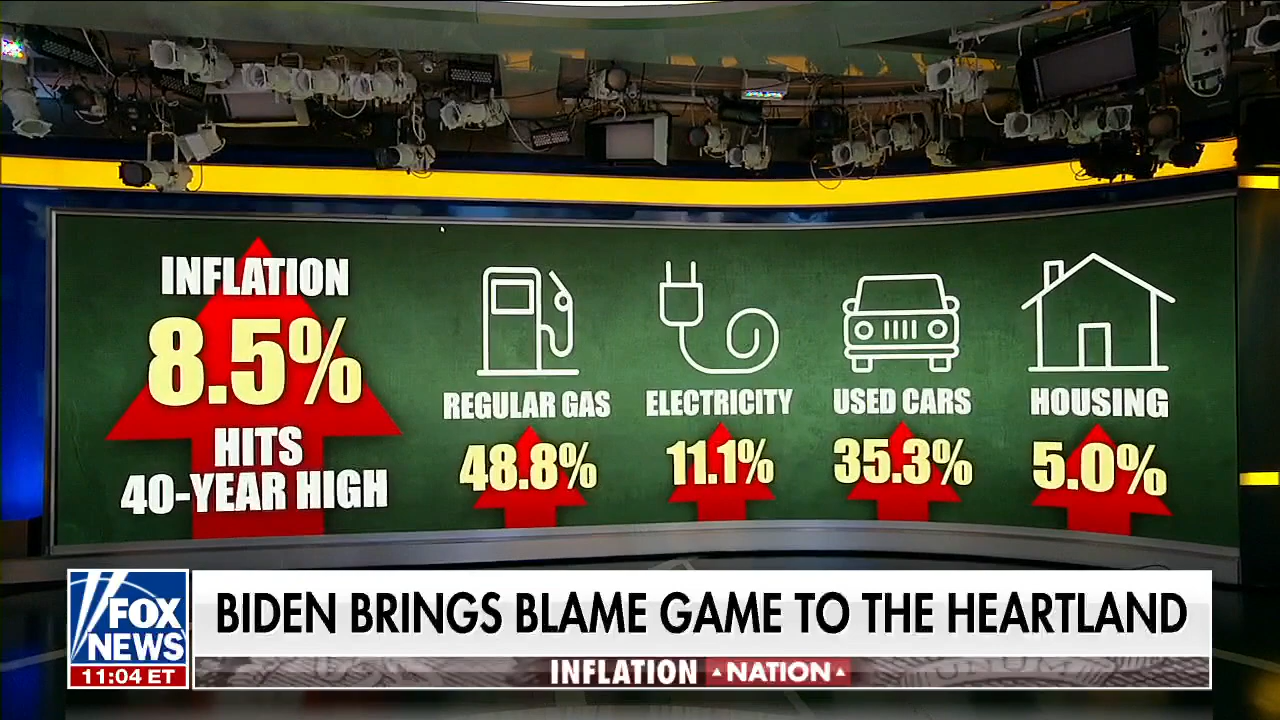 INFLATION
8.5%
HITS
40-YEAR HIGH
REGULAR GAS
48.8%
ELECTRICITY
11.1%
USED CARS
35.3%
HOUSING
5.0%
FOX
NEWS
11:04 ET
BIDEN BRINGS BLAME GAME TO THE HEARTLAND
INFLATION NATION